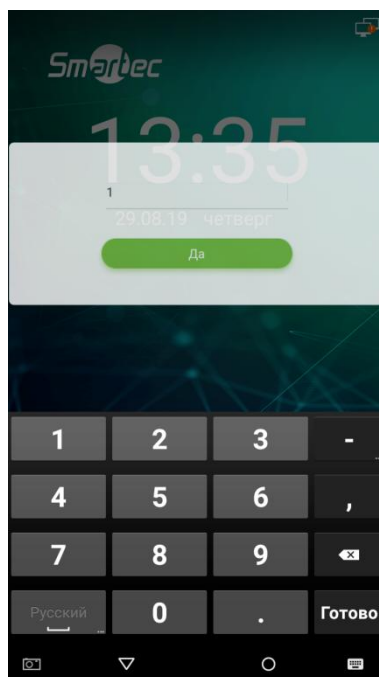 Smartec
13:35
1
29.08.19 четверг
Да
1 2 3 -
4 5 6 ,
7 8 9
Русский 0 . Готово